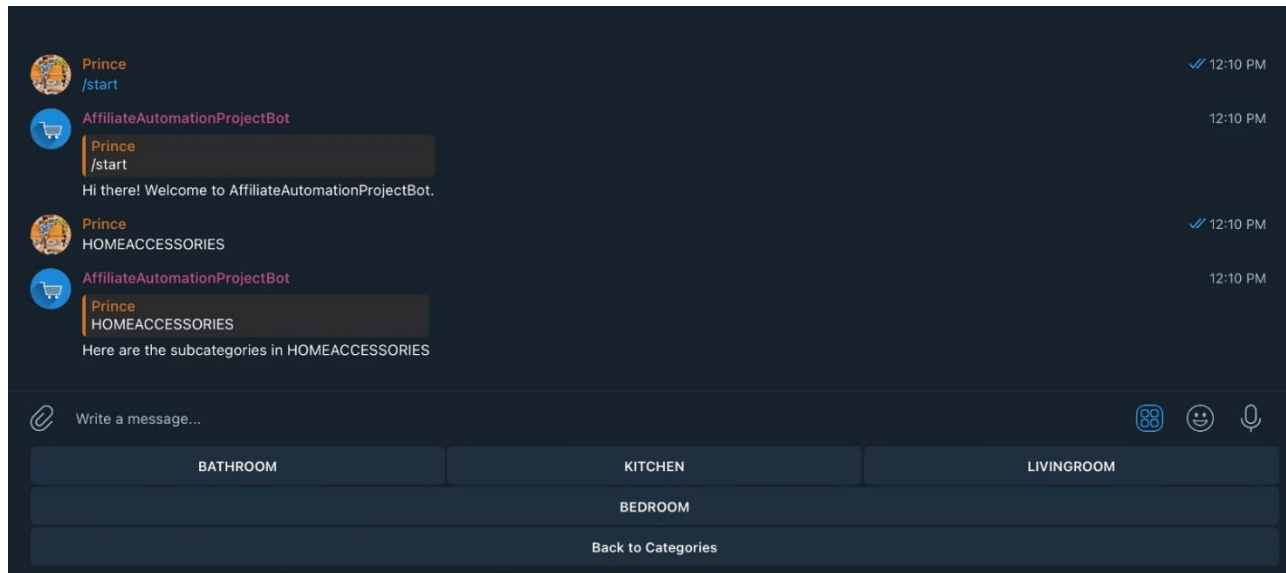 Prince
12:10 PM
/start
AffiliateAutomationProjectBot
12:10 PM
Prince
/start
Hi there! Welcome to AffiliateAutomationProjectBot.
Prince
12:10 PM
HOMEACCESSORIES
AffiliateAutomationProjectBot
12:10 PM
Prince
HOMEACCESSORIES
Here are the subcategories in HOMEACCESSORIES
Write a message...
BATHROOM
KITCHEN
LIVINGROOM
BEDROOM
Back to Categories